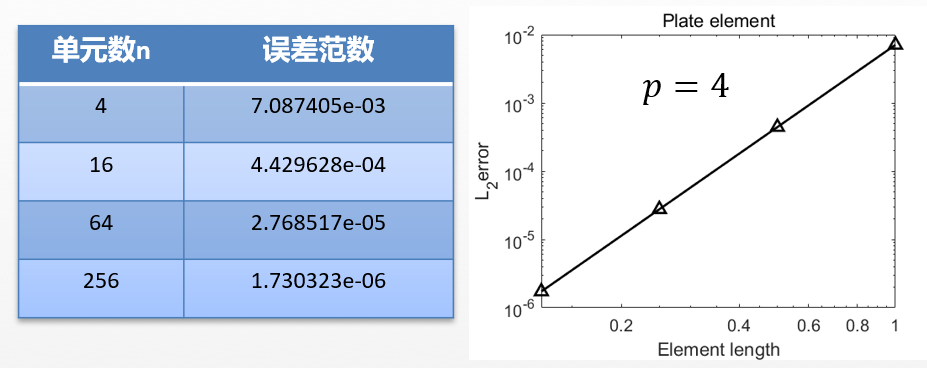 单元数n 误差范数
4 7.087405e-03
16 4.429628e-04
64 2.768517e-05
256 1.730323e-06
Plate element
p = 4
10-2
10-3
10-4
10-5
10-6
L2error
0.2 0.4 0.6 0.8 1
Element length